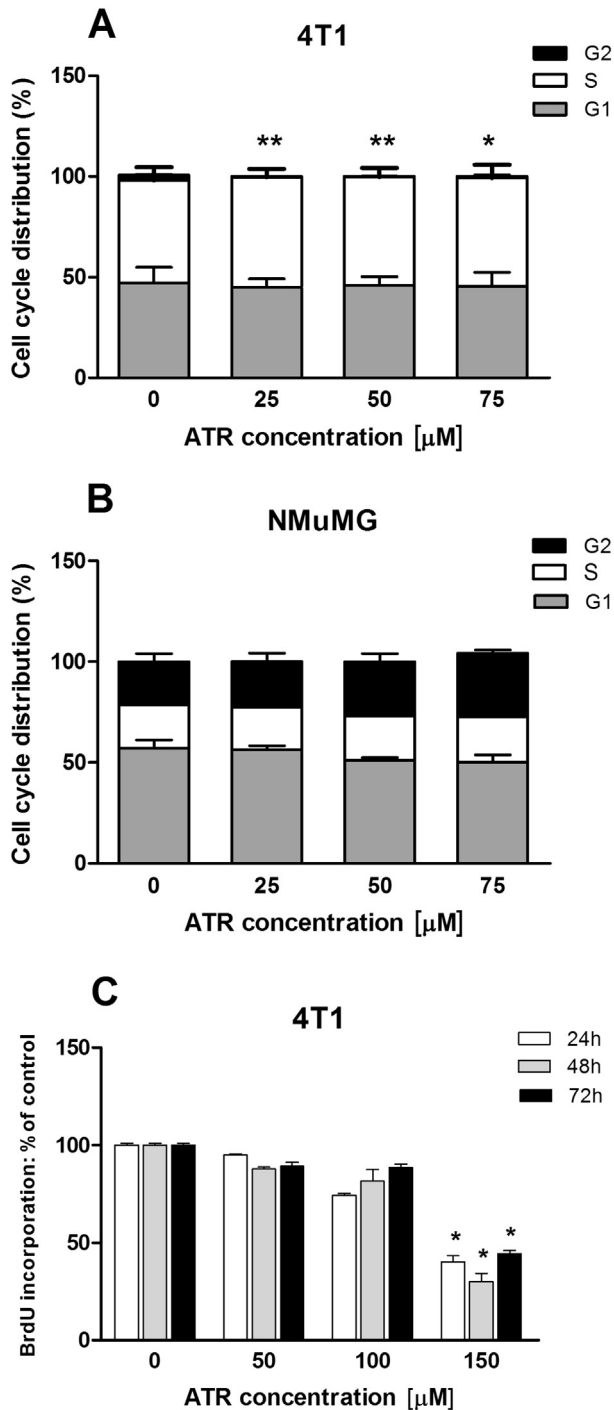 A
4T1
G2
S
G1
Cell cycle distribution (%)
150
100
50
0
** ** *
0 25 50 75
ATR concentration [μM]
B
NMuMG
G2
S
G1
Cell cycle distribution (%)
150
100
50
0
0 25 50 75
ATR concentration [μM]
C
4T1
24h
48h
72h
BrdU incorporation: % of control
150
100
50
0
* * *
0 50 100 150
ATR concentration [μM]